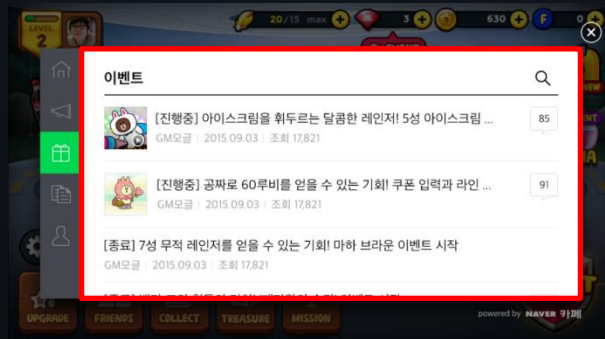 LEVEL
2
20/15 max
3
630
F
0
이벤트
[진행중] 아이스크림을 휘두르는 달콤한 레인저! 5성 아이스크림 ...
85
GM모글 | 2015.09.03 | 조회 17,821
[진행중] 공짜로 60루비를 얻을 수 있는 기회! 쿠폰 입력과 라인 ...
91
GM모글 | 2015.09.03 | 조회 17,821
[종료] 7성 무적 레인저를 얻을 수 있는 기회! 마하 브라운 이벤트 시작
GM모글 | 2015.09.03 | 조회 17,821
UPGRADE
FRIENDS
COLLECT
TREASURE
MISSION
powered by NAVER 카페